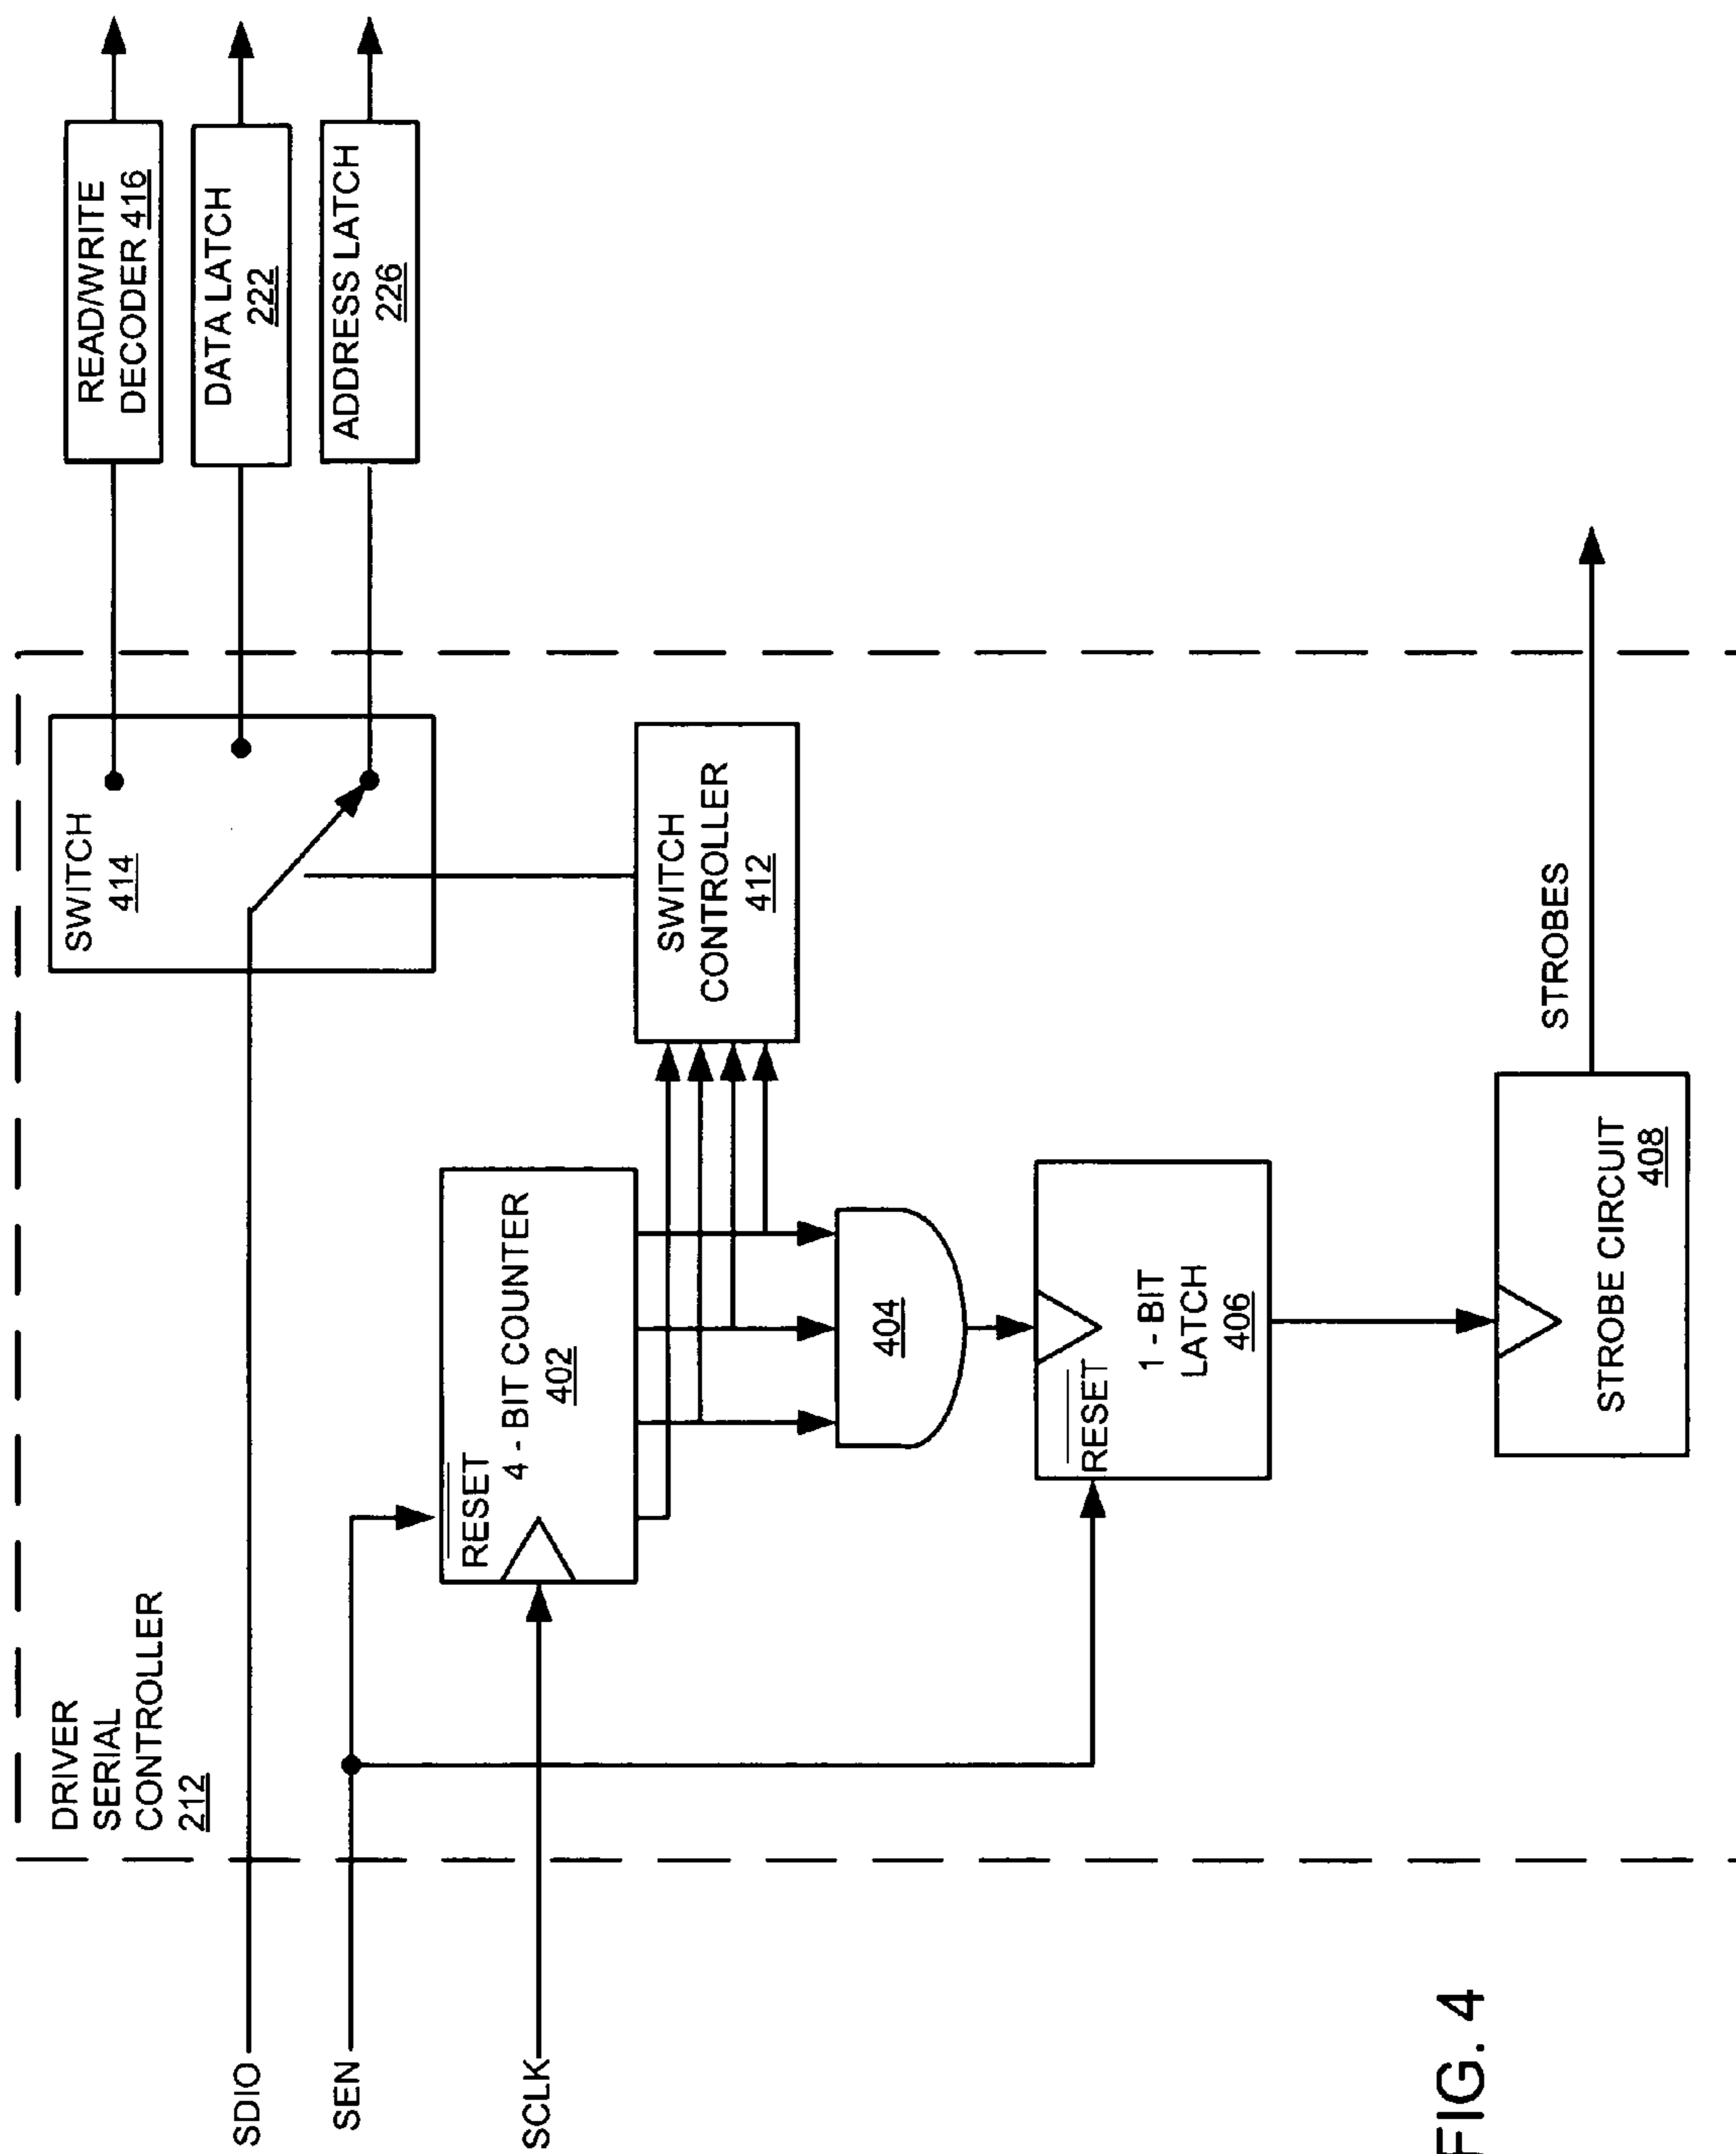 DRIVER
SERIAL
CONTROLLER
212
SDIO
SEN
SCLK
SWITCH
414
READ/WRITE
DECODER 416
DATA LATCH
222
ADDRESS LATCH
226
RESET
4 - BIT COUNTER
402
SWITCH
CONTROLLER
412
404
RESET
1 - BIT
LATCH
406
STROBE CIRCUIT
408
STROBES
FIG. 4